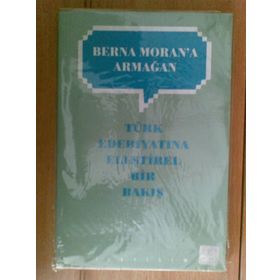 BERNA MORAN'A
ARMAĞAN
TÜRK
EDEBİYATINA
ELEŞTİREL
BİR
BAKIŞ